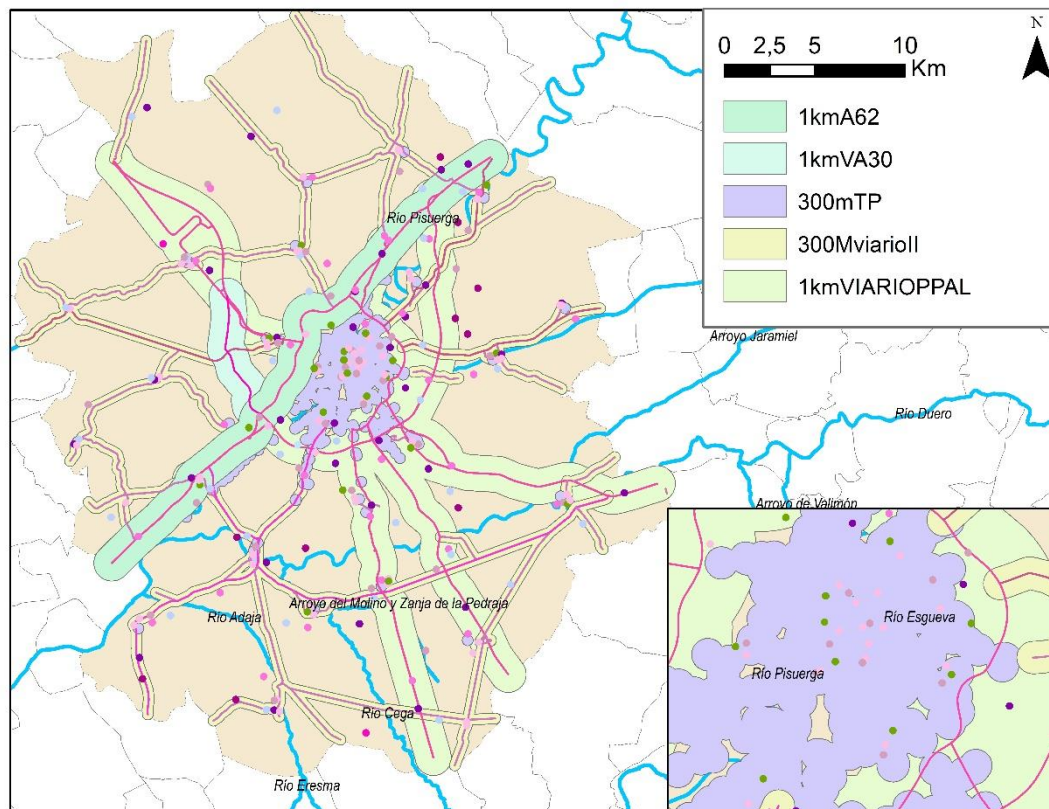 N
0 2,5 5 10
Km
1kmA62
1kmVA30
300mTP
300MviarioII
1kmVIARIOPPAL
Río Pisuerga
Arroyo Jaramiel
Río Duero
Arroyo de Valimón
Arroyo del Molino y Zanja de la Pedraja
Río Adaja
Río Cega
Río Eresma
Río Esgueva
Río Pisuerga